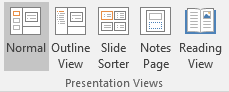 Normal Outline Slide Notes Reading
View Sorter Page View
Presentation Views